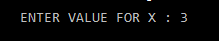 ENTER VALUE FOR X : 3